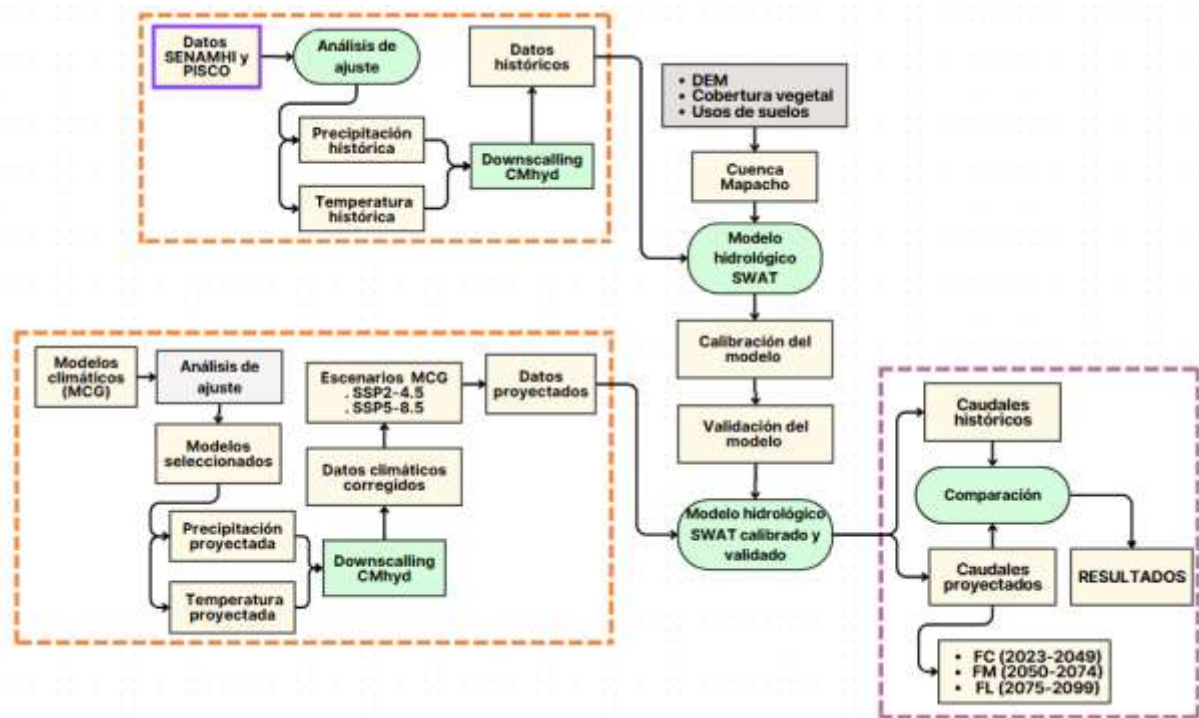 Datos
SENAMHI y
PISCO
Análisis de
ajuste
Datos
históricos
Precipitación
histórica
Temperatura
histórica
Downscalling
CMhyd
• DEM
• Cobertura vegetal
• Usos de suelos
Cuenca
Mapacho
Modelo
hidrológico
SWAT
Calibración del
modelo
Validación del
modelo
Modelo hidrológico
SWAT calibrado y
validado
Modelos
climáticos
(MCG)
Análisis de
ajuste
Modelos
seleccionados
Precipitación
proyectada
Temperatura
proyectada
Downscalling
CMhyd
Datos climáticos
corregidos
Escenarios MCG
. SSP2-4.5
. SSP5-8.5
Datos
proyectados
Caudales
históricos
Comparación
Caudales
proyectados
RESULTADOS
• FC (2023-2049)
• FM (2050-2074)
• FL (2075-2099)